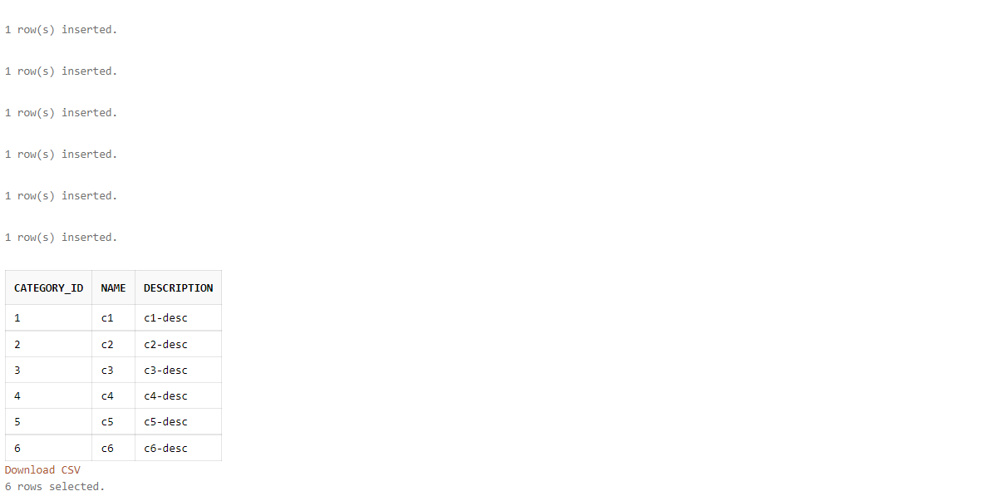 1 row(s) inserted.
1 row(s) inserted.
1 row(s) inserted.
1 row(s) inserted.
1 row(s) inserted.
1 row(s) inserted.
CATEGORY_ID NAME DESCRIPTION
1 c1 c1-desc
2 c2 c2-desc
3 c3 c3-desc
4 c4 c4-desc
5 c5 c5-desc
6 c6 c6-desc
Download CSV
6 rows selected.